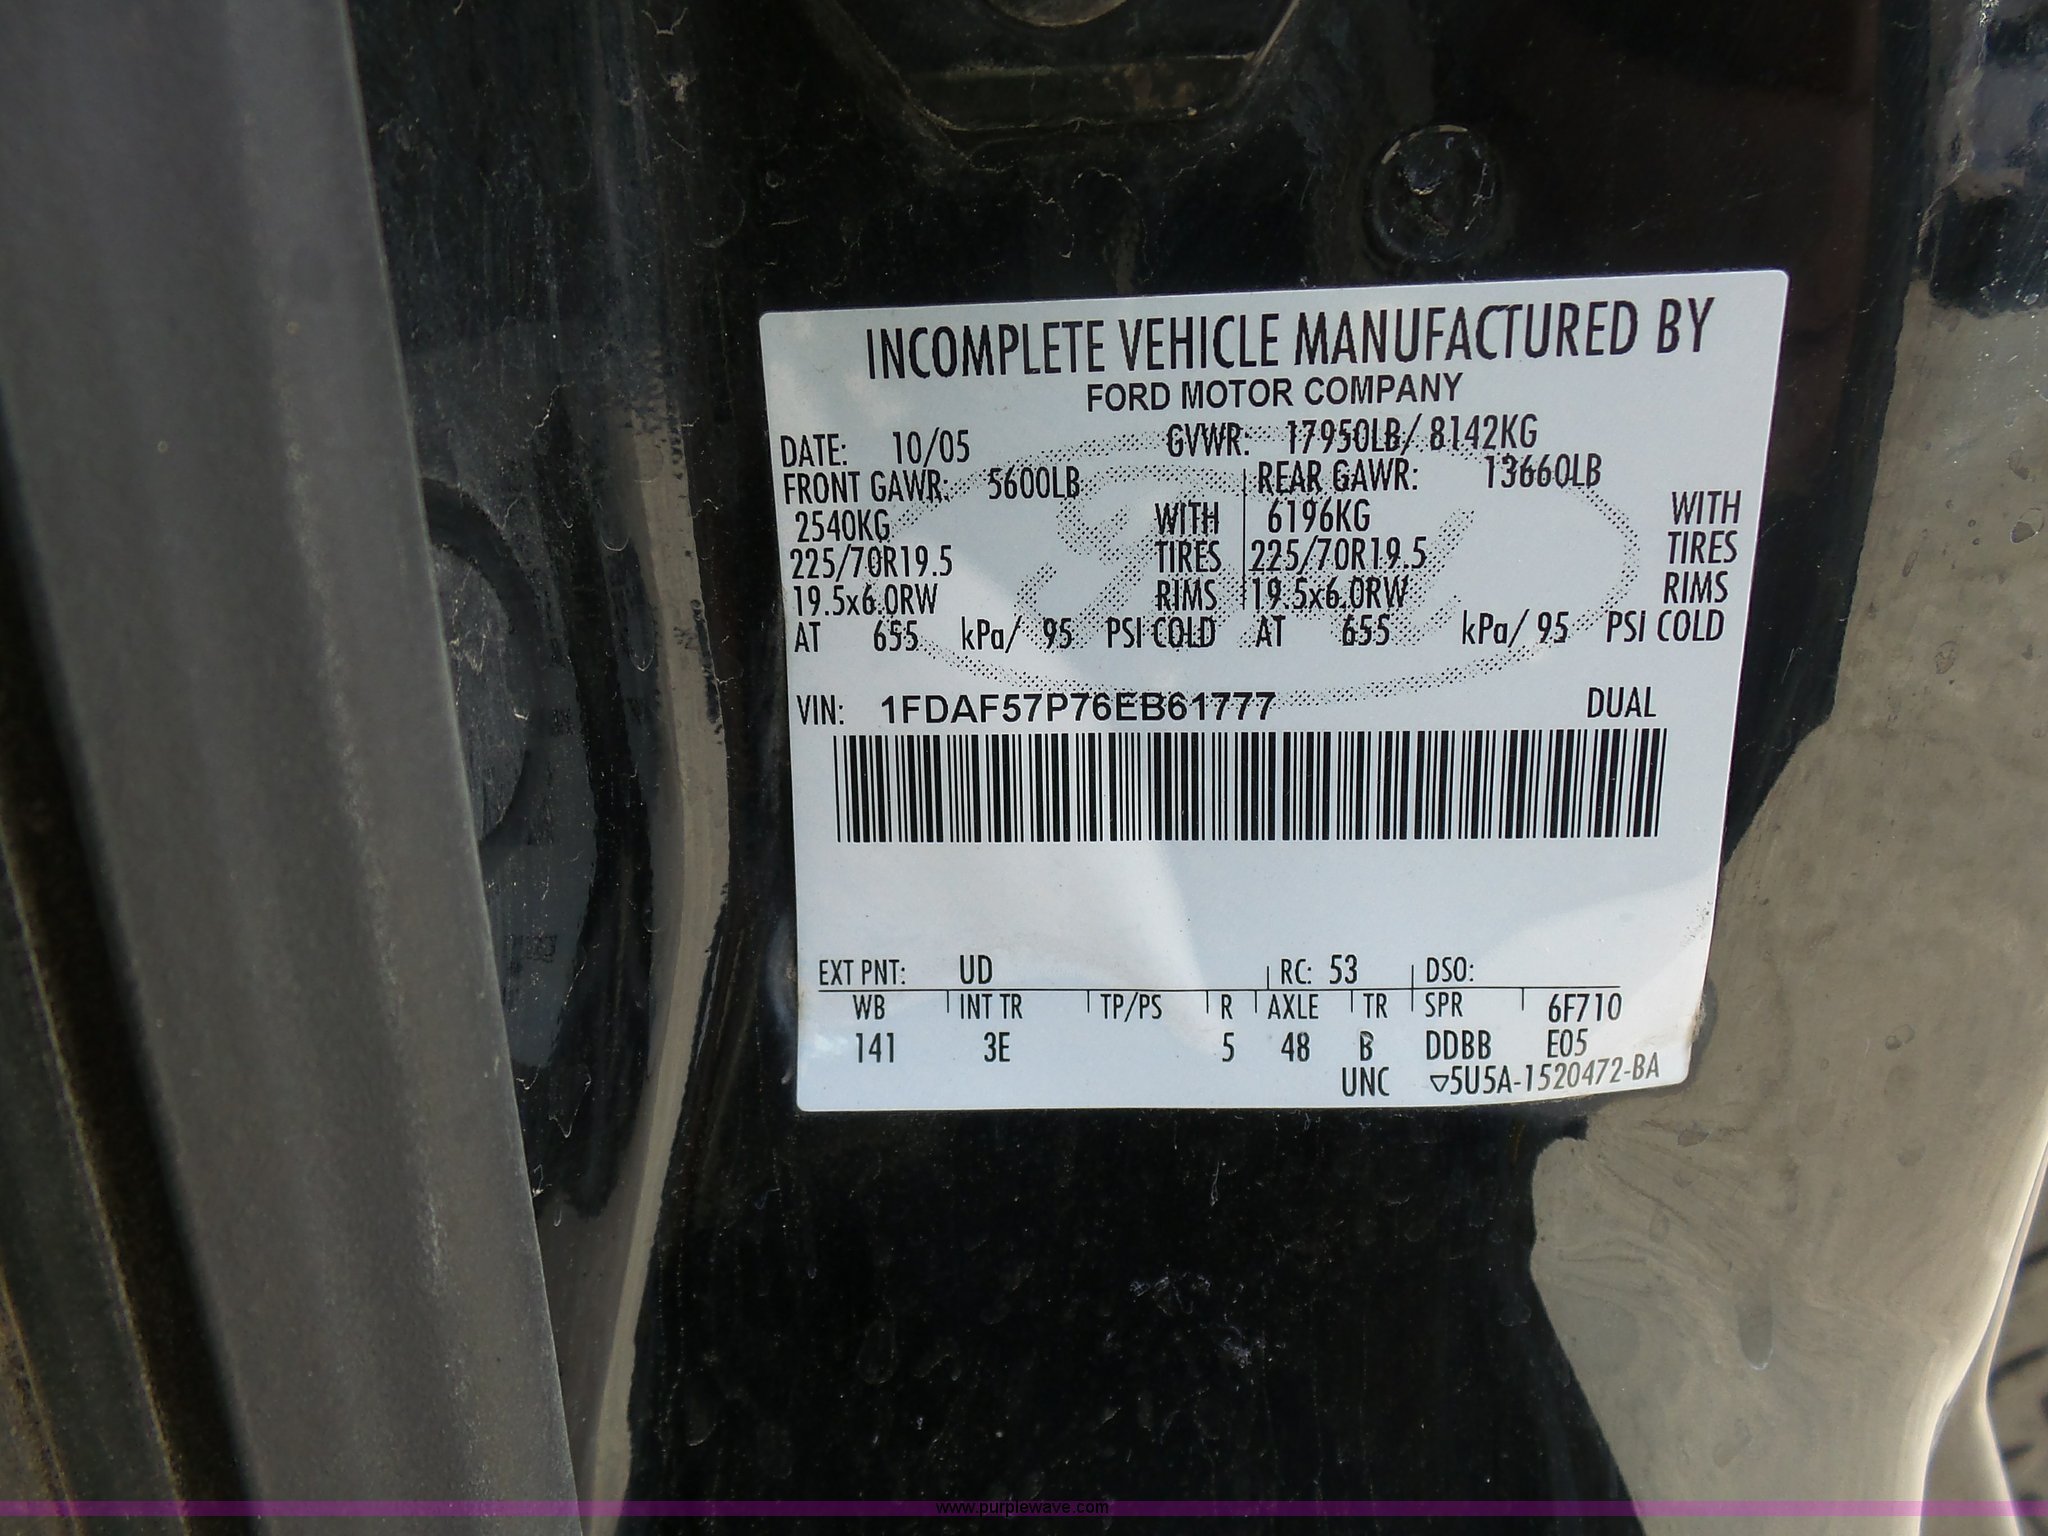 INCOMPLETE VEHICLE MANUFACTURED BY
FORD MOTOR COMPANY
DATE: 10/05 GVWR: 17950LB/ 8142KG
FRONT GAWR: 5600LB REAR GAWR: 13660LB
2540KG WITH 6196KG WITH
225/70R19.5 TIRES 225/70R19.5 TIRES
19.5x6.0RW RIMS 19.5x6.0RW RIMS
AT 655 kPa/ 95 PSI COLD AT 655 kPa/ 95 PSI COLD
VIN: 1FDAF57P76EB61777 DUAL
EXT PNT: UD RC: 53 DSO:
WB INT TR TP/PS R AXLE TR SPR 6F710
141 3E 5 48 B DDBB E05
UNC ▽5U5A-1520472-BA
www.purplewave.com